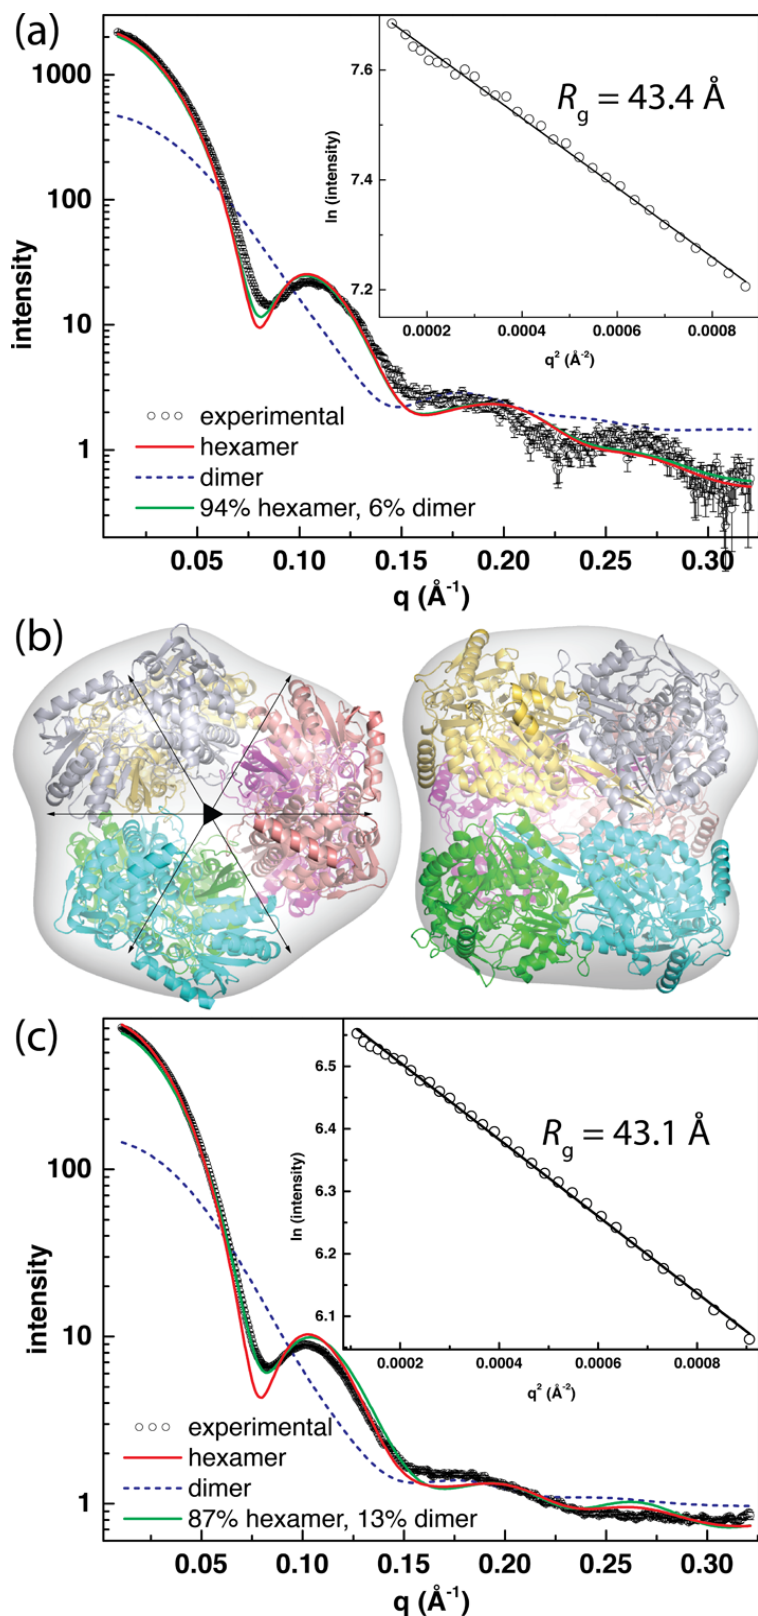 (a)
1000
100
10
1
intensity
7.6
7.4
7.2
ln (intensity)
R_g = 43.4 Å
0.0002 0.0004 0.0006 0.0008
q² (Å⁻²)
experimental
hexamer
dimer
94% hexamer, 6% dimer
0.05 0.10 0.15 0.20 0.25 0.30
q (Å⁻¹)
(b)
(c)
100
10
1
intensity
6.5
6.4
6.3
6.2
6.1
ln (intensity)
R_g = 43.1 Å
0.0002 0.0004 0.0006 0.0008
q² (Å⁻²)
experimental
hexamer
dimer
87% hexamer, 13% dimer
0.05 0.10 0.15 0.20 0.25 0.30
q (Å⁻¹)